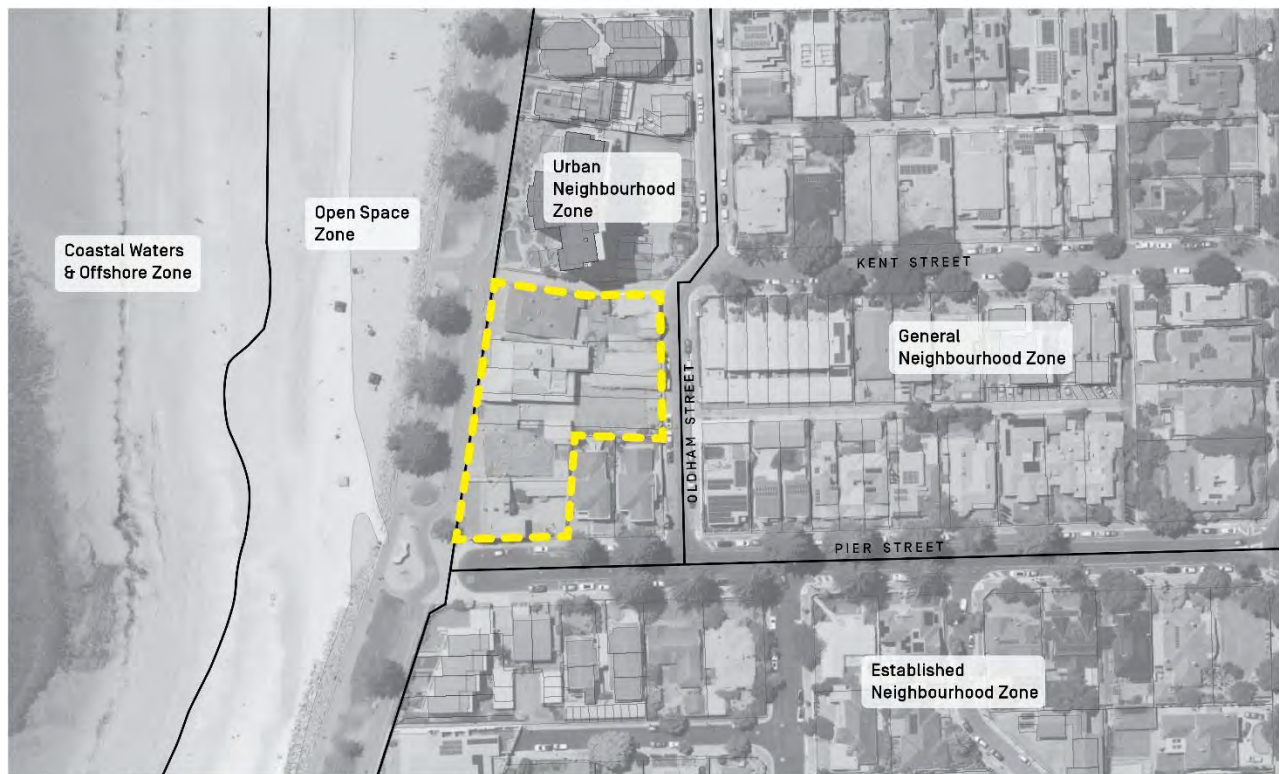 Urban
Neighbourhood
Zone
Open Space
Zone
Coastal Waters
& Offshore Zone
KENT STREET
General
Neighbourhood Zone
OLDHAM STREET
PIER STREET
Established
Neighbourhood Zone